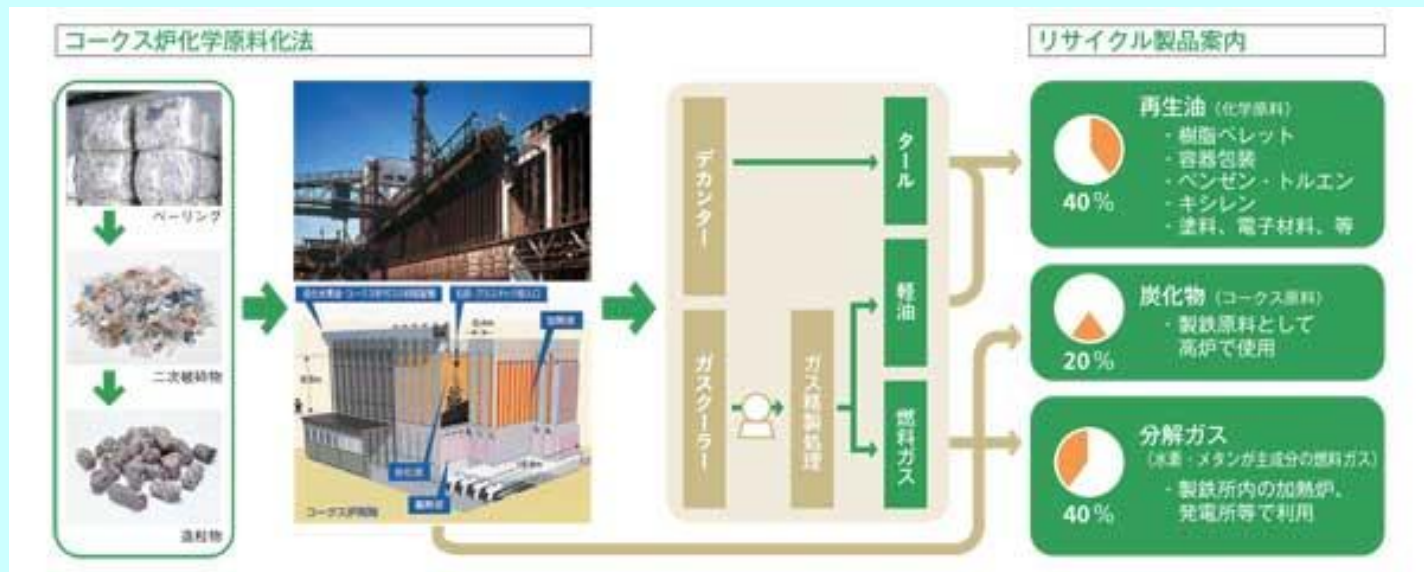 コークス炉化学原料化法
リサイクル製品案内
ベーリング
二次破砕物
造粒物
加熱炉
炭化室
コークス炉
デカンター
タール
ガスクーラー
ガス精製処理
軽油
燃料ガス
再生油（化学原料）
・樹脂ペレット
・容器包装
・ベンゼン・トルエン
・キシレン
・塗料、電子材料、等
40%
炭化物（コークス原料）
・製鉄原料として
高炉で使用
20%
分解ガス
（水素・メタンが主成分の燃料ガス）
・製鉄所内の加熱炉、
発電所等で利用
40%